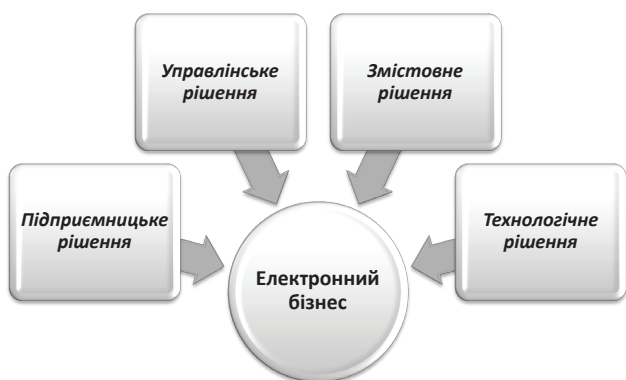 Управлінське
рішення
Змістовне
рішення
Підприємницьке
рішення
Технологічне
рішення
Електронний
бізнес